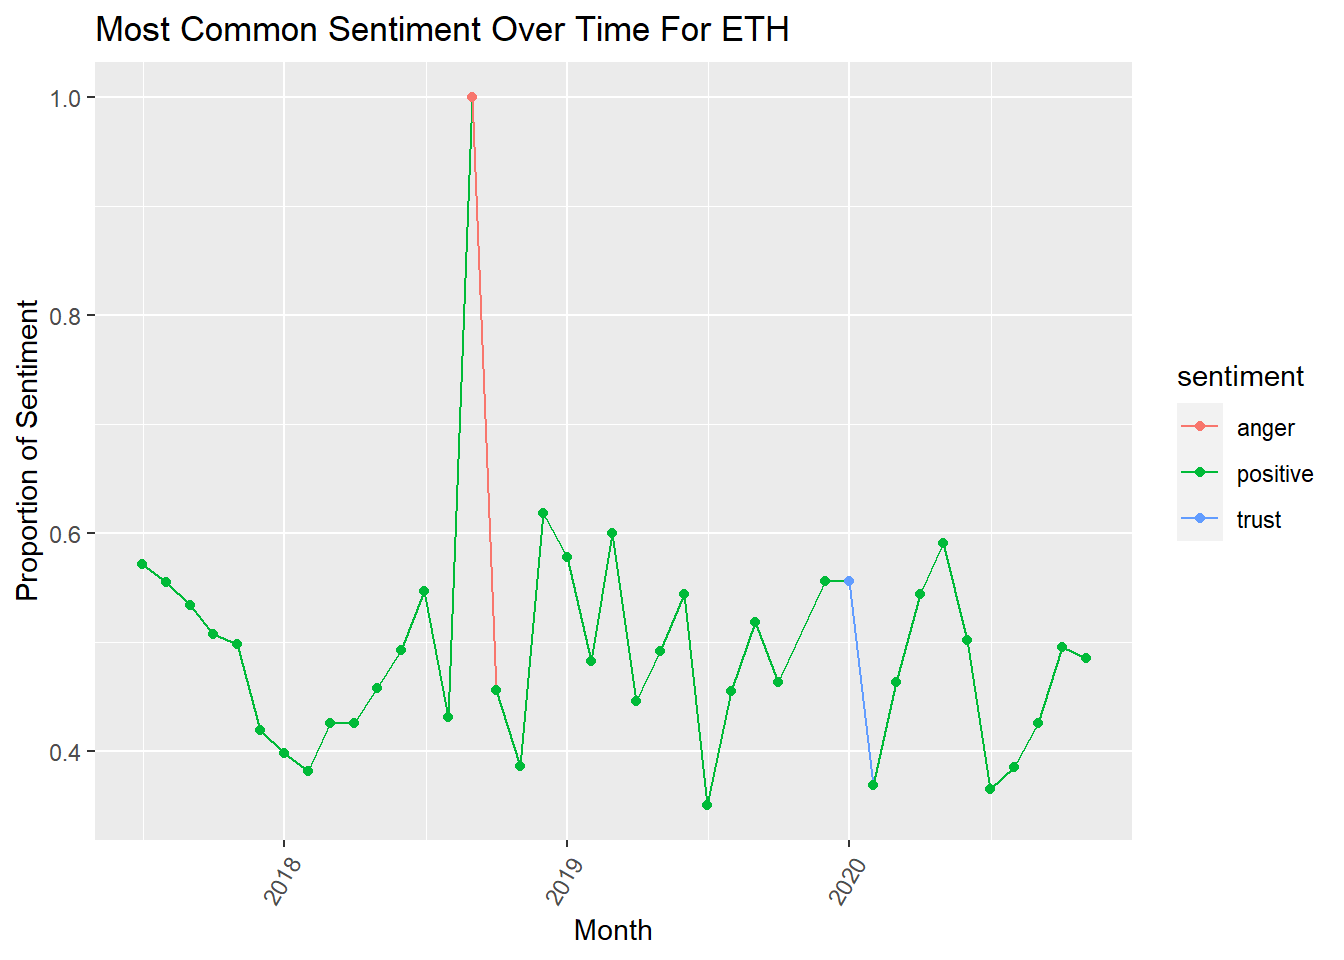 Most Common Sentiment Over Time For ETH
Proportion of Sentiment
1.0
0.8
0.6
0.4
2018
2019
2020
Month
sentiment
anger
positive
trust